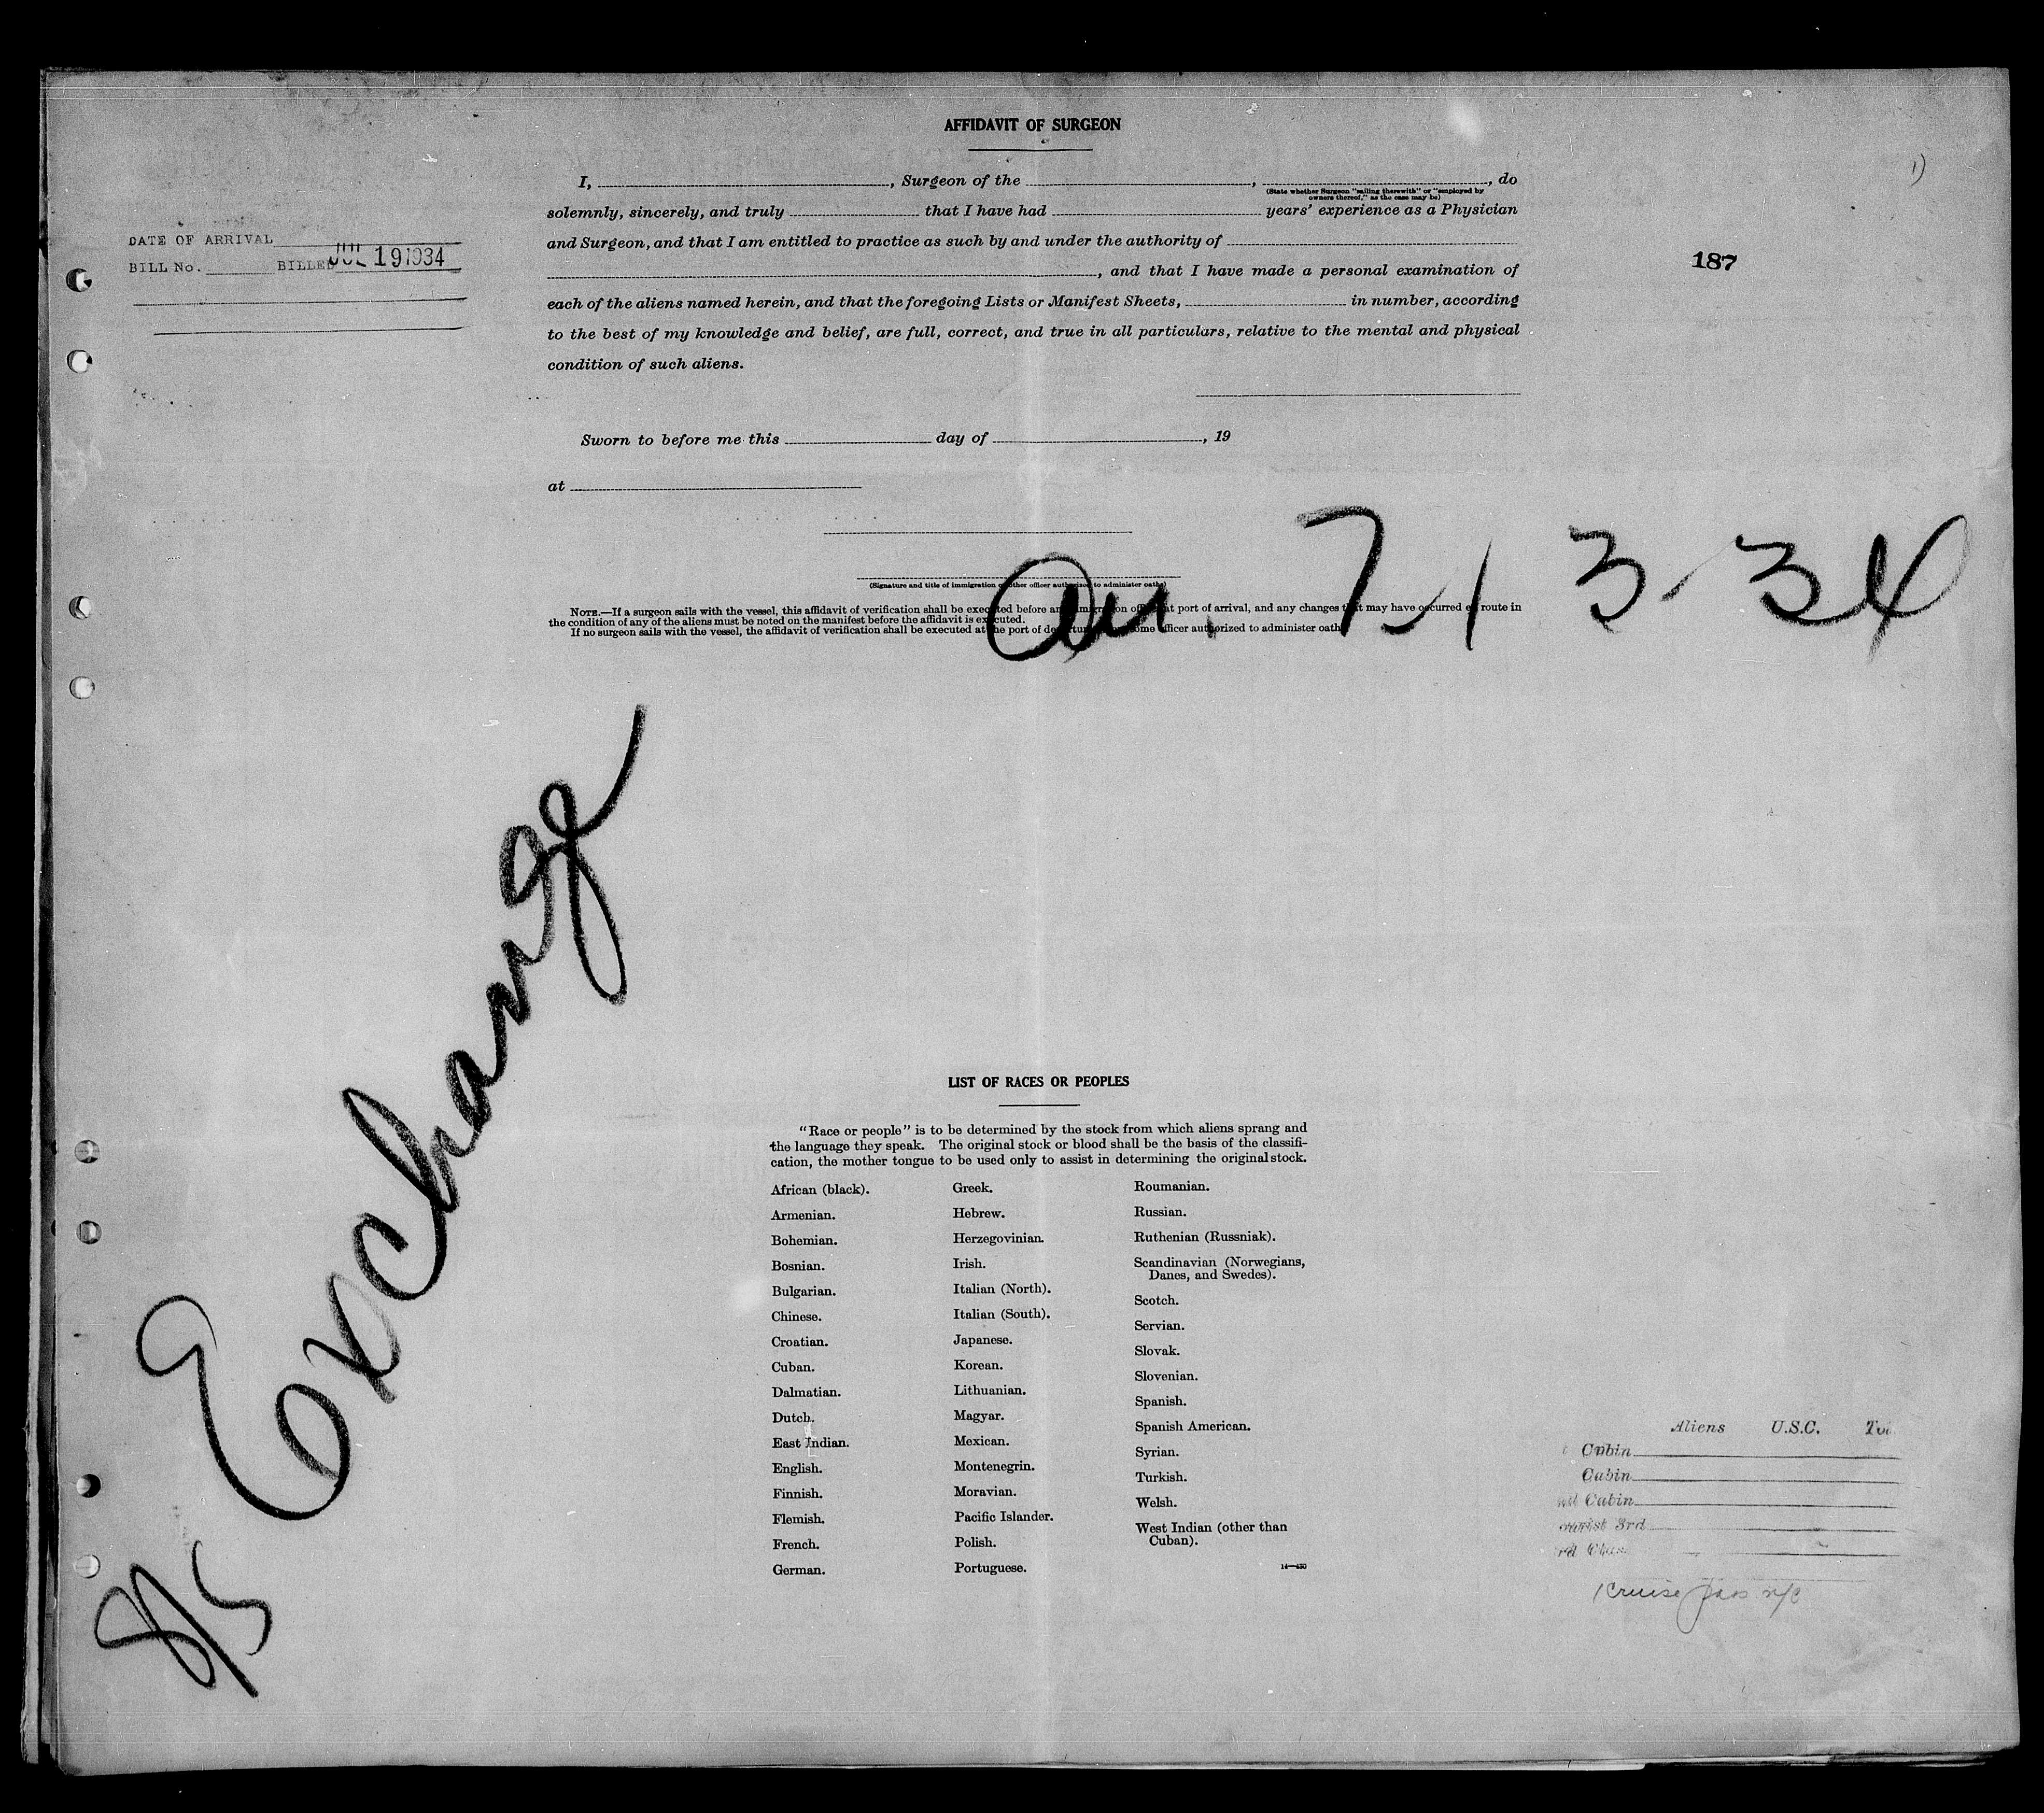 AFFIDAVIT OF SURGEON
1)
I, , Surgeon of the , , do
(State whether Surgeon "sailing therewith" or "employed by
owners thereof," as the case may be)
solemnly, sincerely, and truly that I have had years' experience as a Physician
and Surgeon, and that I am entitled to practice as such by and under the authority of
, and that I have made a personal examination of
each of the aliens named herein, and that the foregoing Lists or Manifest Sheets, in number, according
to the best of my knowledge and belief, are full, correct, and true in all particulars, relative to the mental and physical
condition of such aliens.
DATE OF ARRIVAL
BILL No. BILLED JUL 19 1934
187
Sworn to before me this day of , 19
at
(Signature and title of immigration or other officer authorized to administer oaths)
NOTE.—If a surgeon sails with the vessel, this affidavit of verification shall be executed before an immigration officer at port of arrival, and any changes that may have occurred en route in
the condition of any of the aliens must be noted on the manifest before the affidavit is executed.
If no surgeon sails with the vessel, the affidavit of verification shall be executed at the port of departure some officer authorized to administer oaths
Arr. 7-13-34
S/S Exchange
LIST OF RACES OR PEOPLES
"Race or people" is to be determined by the stock from which aliens sprang and
the language they speak. The original stock or blood shall be the basis of the classifi-
cation, the mother tongue to be used only to assist in determining the original stock.
African (black).
Armenian.
Bohemian.
Bosnian.
Bulgarian.
Chinese.
Croatian.
Cuban.
Dalmatian.
Dutch.
East Indian.
English.
Finnish.
Flemish.
French.
German.
Greek.
Hebrew.
Herzegovinian.
Irish.
Italian (North).
Italian (South).
Japanese.
Korean.
Lithuanian.
Magyar.
Mexican.
Montenegrin.
Moravian.
Pacific Islander.
Polish.
Portuguese.
Roumanian.
Russian.
Ruthenian (Russniak).
Scandinavian (Norwegians,
Danes, and Swedes).
Scotch.
Servian.
Slovak.
Slovenian.
Spanish.
Spanish American.
Syrian.
Turkish.
Welsh.
West Indian (other than
Cuban).
14—430
Aliens U.S.C.
Cabin
Cabin
Cabin
3rd
1 Cruise pass